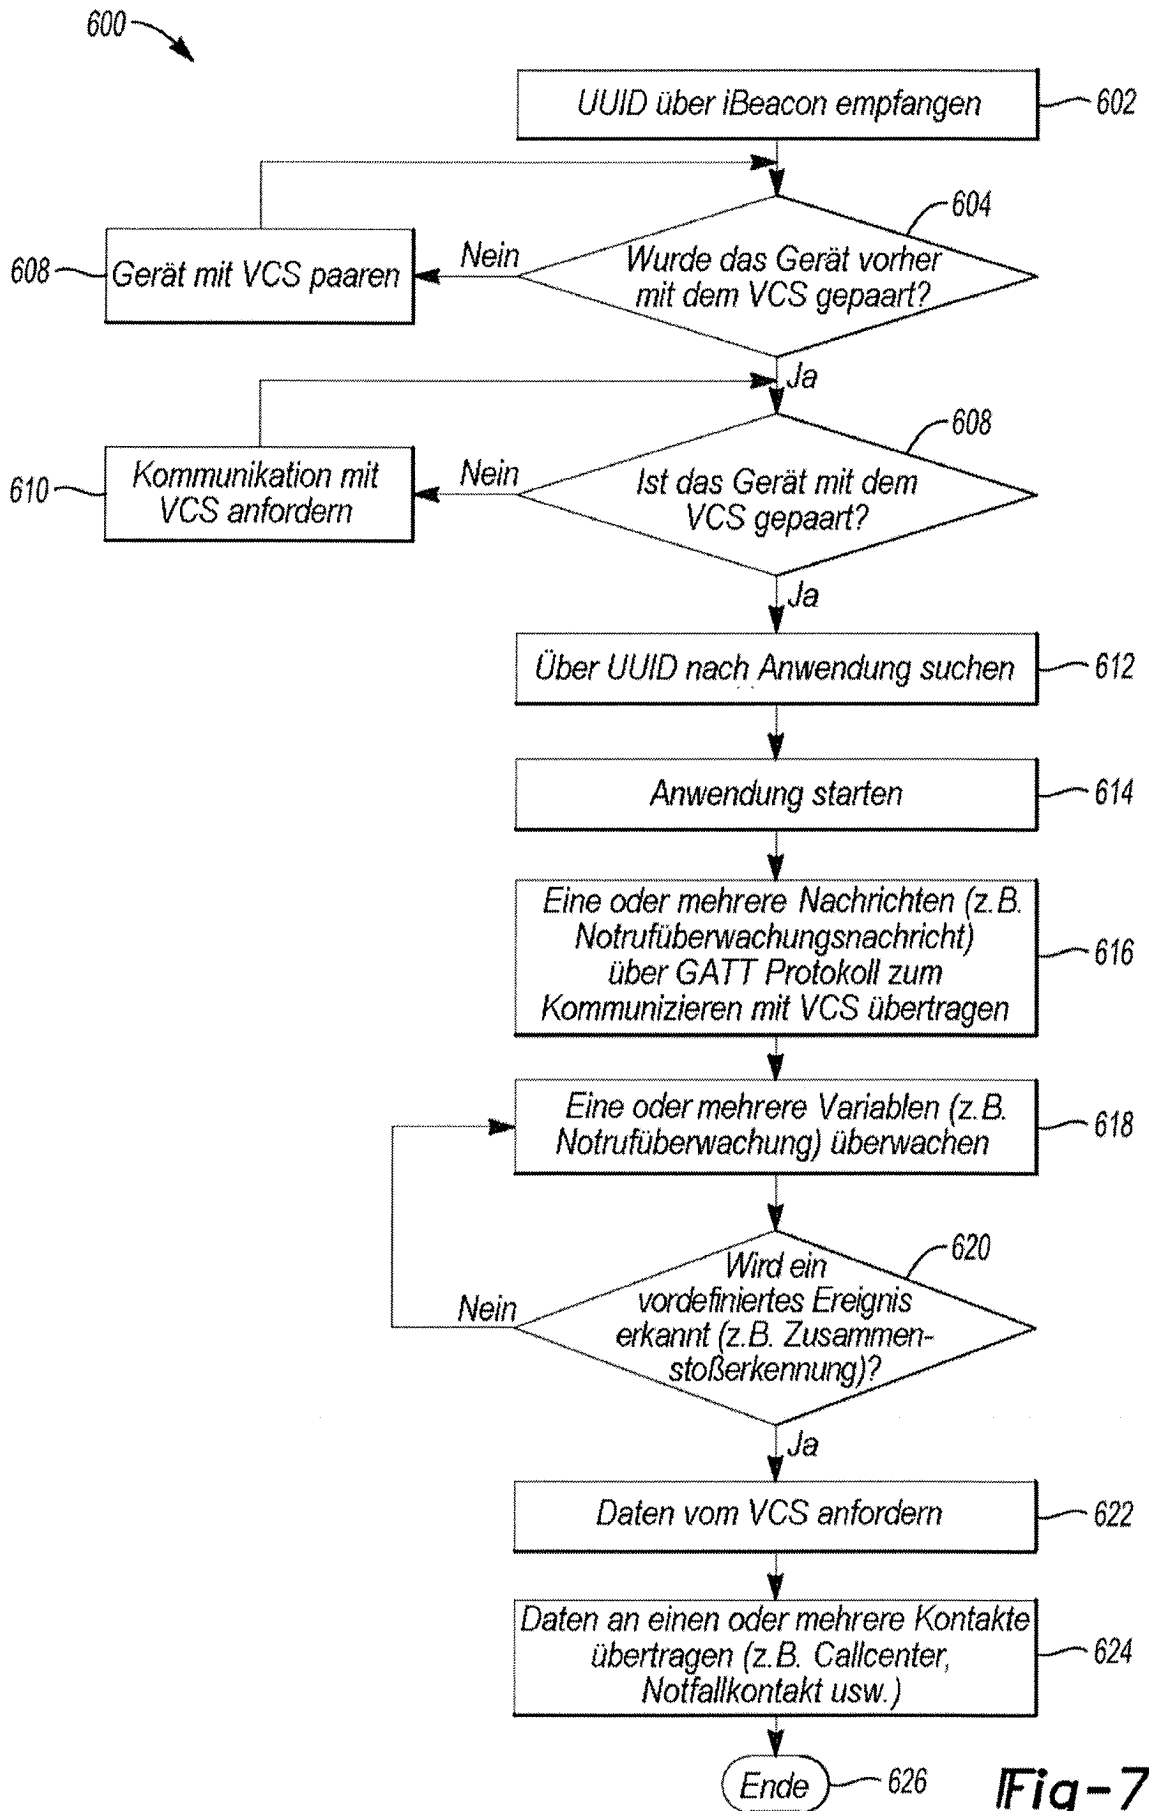 600
UUID über iBeacon empfangen
602
604
Wurde das Gerät vorher
mit dem VCS gepaart?
Nein
608
Gerät mit VCS paaren
Ja
608
Ist das Gerät mit dem
VCS gepaart?
Nein
610
Kommunikation mit
VCS anfordern
Ja
Über UUID nach Anwendung suchen
612
Anwendung starten
614
Eine oder mehrere Nachrichten (z.B.
Notrufüberwachungsnachricht)
über GATT Protokoll zum
Kommunizieren mit VCS übertragen
616
Eine oder mehrere Variablen (z.B.
Notrufüberwachung) überwachen
618
620
Wird ein
vordefiniertes Ereignis
erkannt (z.B. Zusammen-
stoßerkennung)?
Nein
Ja
Daten vom VCS anfordern
622
Daten an einen oder mehrere Kontakte
übertragen (z.B. Callcenter,
Notfallkontakt usw.)
624
Ende
626
Fig-7